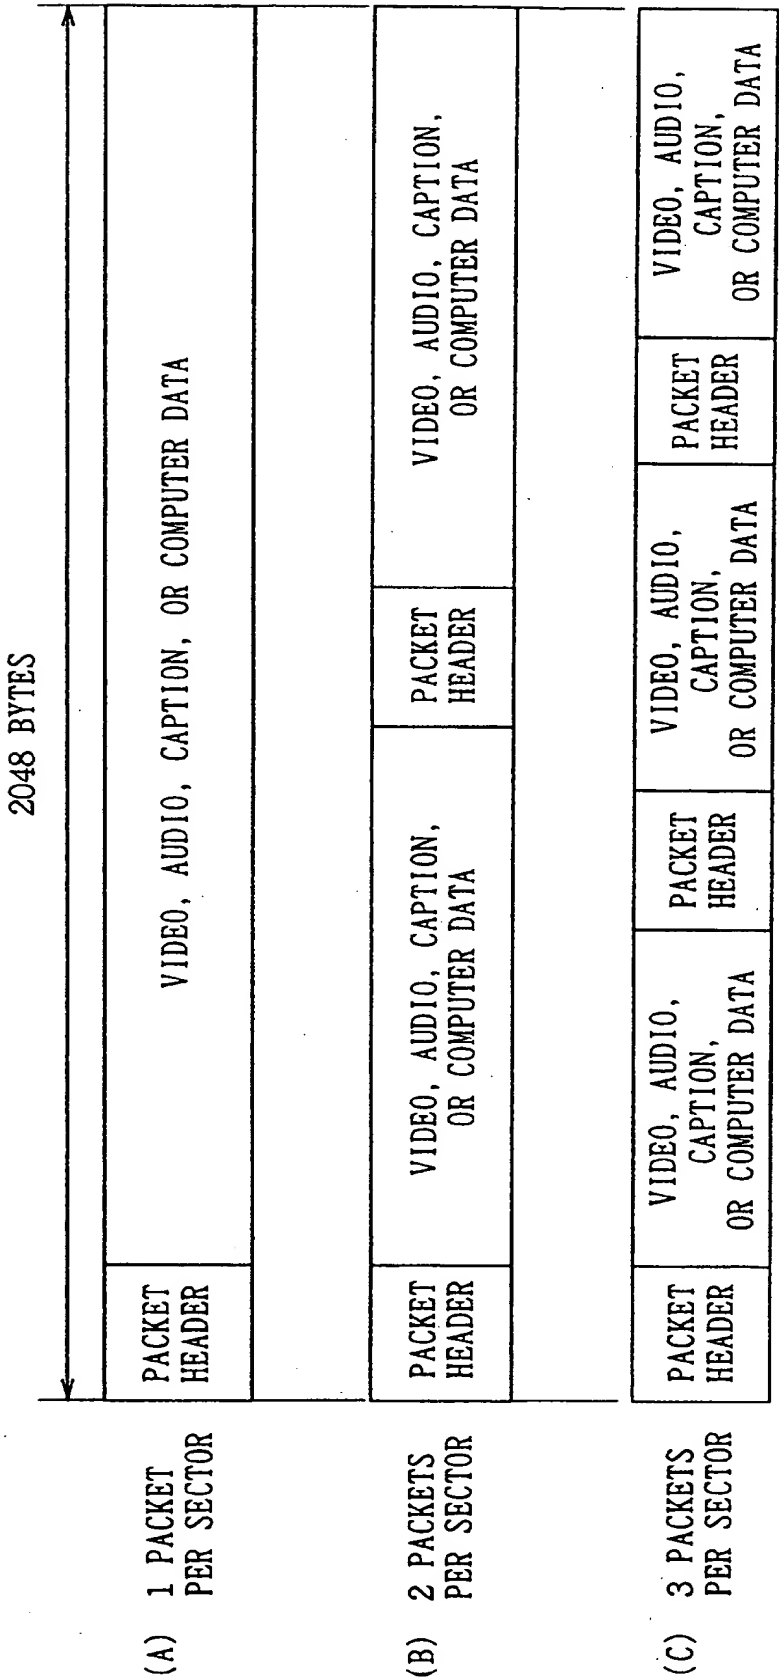 2048 BYTES
(A) 1 PACKET
PER SECTOR
PACKET
HEADER
VIDEO, AUDIO, CAPTION, OR COMPUTER DATA
(B) 2 PACKETS
PER SECTOR
PACKET
HEADER
VIDEO, AUDIO, CAPTION,
OR COMPUTER DATA
PACKET
HEADER
VIDEO, AUDIO, CAPTION,
OR COMPUTER DATA
(C) 3 PACKETS
PER SECTOR
PACKET
HEADER
VIDEO, AUDIO,
CAPTION,
OR COMPUTER DATA
PACKET
HEADER
VIDEO, AUDIO,
CAPTION,
OR COMPUTER DATA
PACKET
HEADER
VIDEO, AUDIO,
CAPTION,
OR COMPUTER DATA